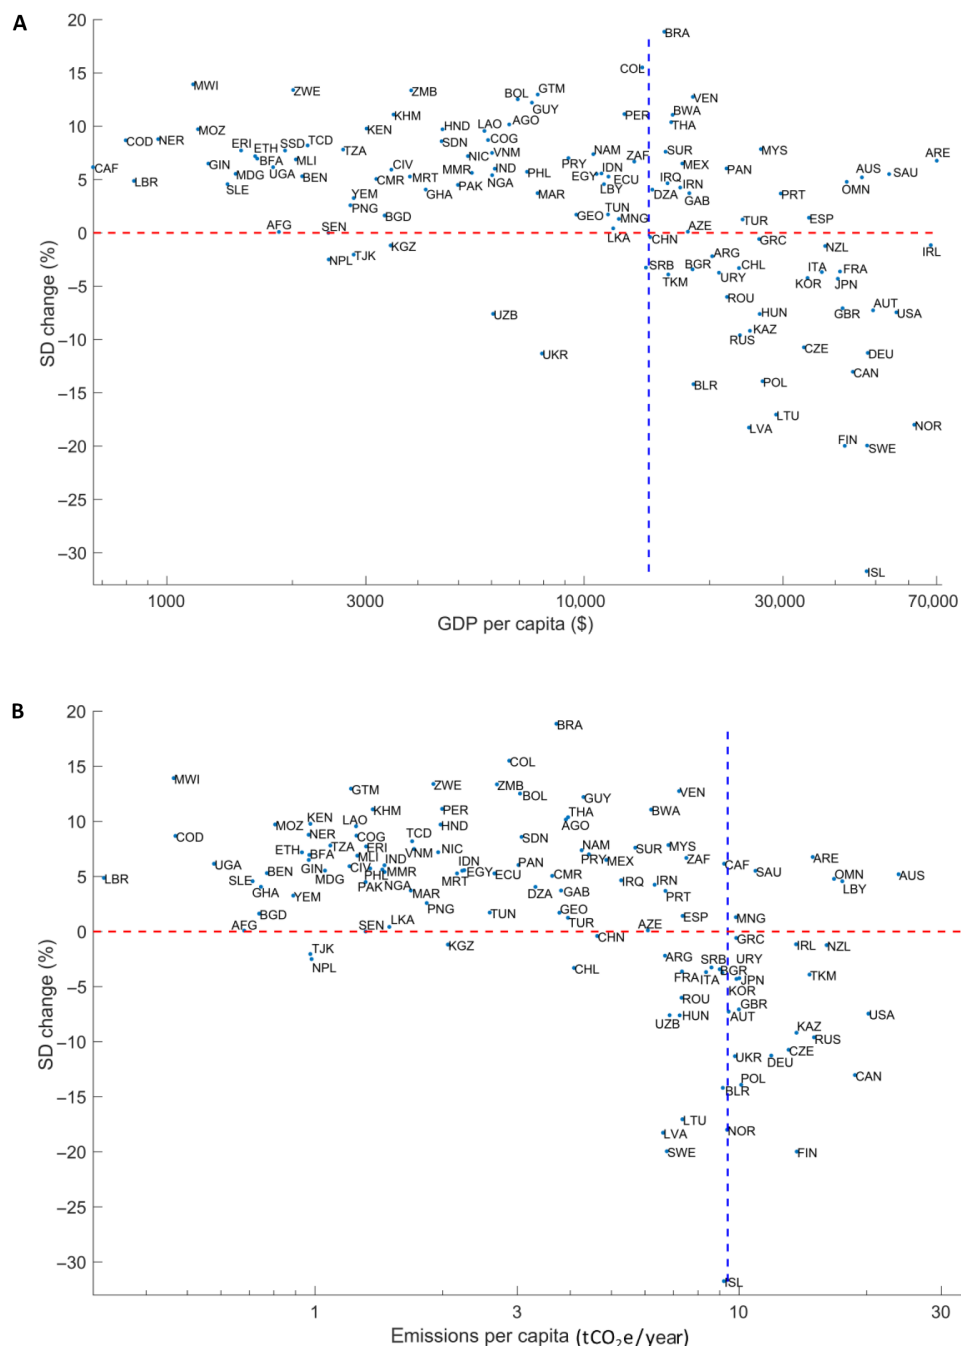 A
20
BRA
COL
15
MWI
ZWE
ZMB
BOL
GTM
VEN
GUY
KHM
PER
BWA
10
MOZ
KEN
HND
LAO
AGO
THA
COD
NER
ERI
ETH
SSD
TCD
SDN
COG
TZA
NIC
VNM
NAM
ZAF
SUR
MYS
ARE
CAF
GIN
BFA
MLI
CIV
MMR
IND
PRY
IDN
MEX
PAN
AUS
SAU
5
LBR
MDG
UGA
BEN
CMR
MRT
PHL
EGY
ECU
IRQ
IRN
OMN
SLE
YEM
GHA
PAK
NGA
MAR
LBY
DZA
GAB
PRT
PNG
BGD
GEO
TUN
MNG
TUR
ESP
0
AFG
SEN
LKA
CHN
AZE
GRC
NPL
TJK
KGZ
SRB
ARG
NZL
IRL
TKM
BGR
URY
CHL
ITA
FRA
KOR
JPN
−5
ROU
UZB
HUN
GBR
AUT
USA
−10
UKR
RUS
KAZ
CZE
DEU
BLR
POL
CAN
−15
LVA
LTU
NOR
−20
FIN
SWE
−25
−30
ISL
SD change (%)
1000
3000
10,000
30,000
70,000
GDP per capita ($)
B
20
BRA
COL
15
MWI
GTM
ZWE
ZMB
BOL
GUY
VEN
KHM
PER
BWA
10
MOZ
KEN
LAO
HND
THA
AGO
COD
NER
COG
TCD
SDN
ETH
BFA
TZA
ERI
VNM
NIC
NAM
SUR
MYS
UGA
GIN
MLI
IND
IDN
PAN
PRY
MEX
ZAF
CAF
ARE
5
LBR
SLE
BEN
MDG
CIV
PHL
MMR
MRT
EGY
ECU
CMR
IRQ
IRN
SAU
OMN
AUS
GHA
YEM
PAK
NGA
MAR
DZA
GAB
PRT
LBY
BGD
PNG
TUN
GEO
TUR
ESP
MNG
0
AFG
SEN
LKA
CHN
AZE
GRC
TJK
NPL
KGZ
CHL
ARG
SRB
URY
IRL
NZL
FRA
ITA
BGR
JPN
TKM
−5
KOR
ROU
GBR
UZB
HUN
AUT
USA
−10
KAZ
RUS
UKR
DEU
CZE
BLR
POL
CAN
−15
LTU
LVA
NOR
−20
SWE
FIN
−25
−30
ISL
SD change (%)
1
3
10
30
Emissions per capita (tCO₂e/year)